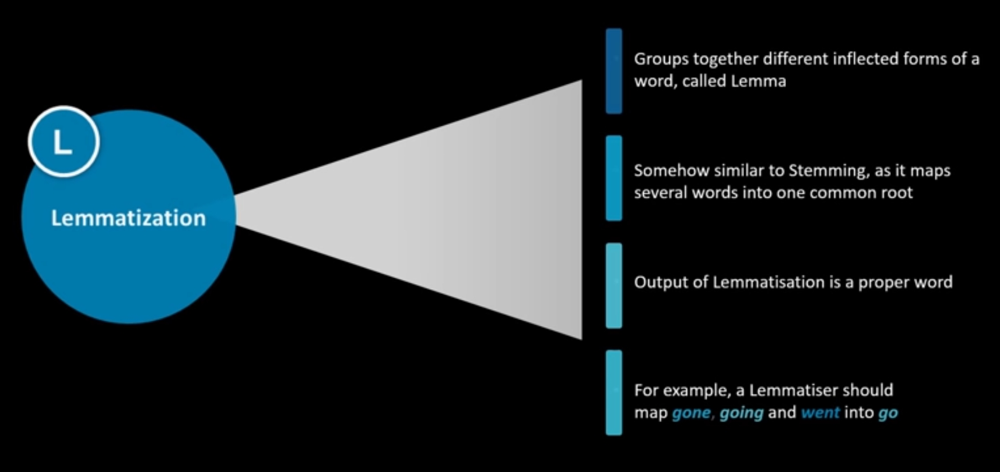 L
Lemmatization
Groups together different inflected forms of a
word, called Lemma
Somehow similar to Stemming, as it maps
several words into one common root
Output of Lemmatisation is a proper word
For example, a Lemmatiser should
map gone, going and went into go